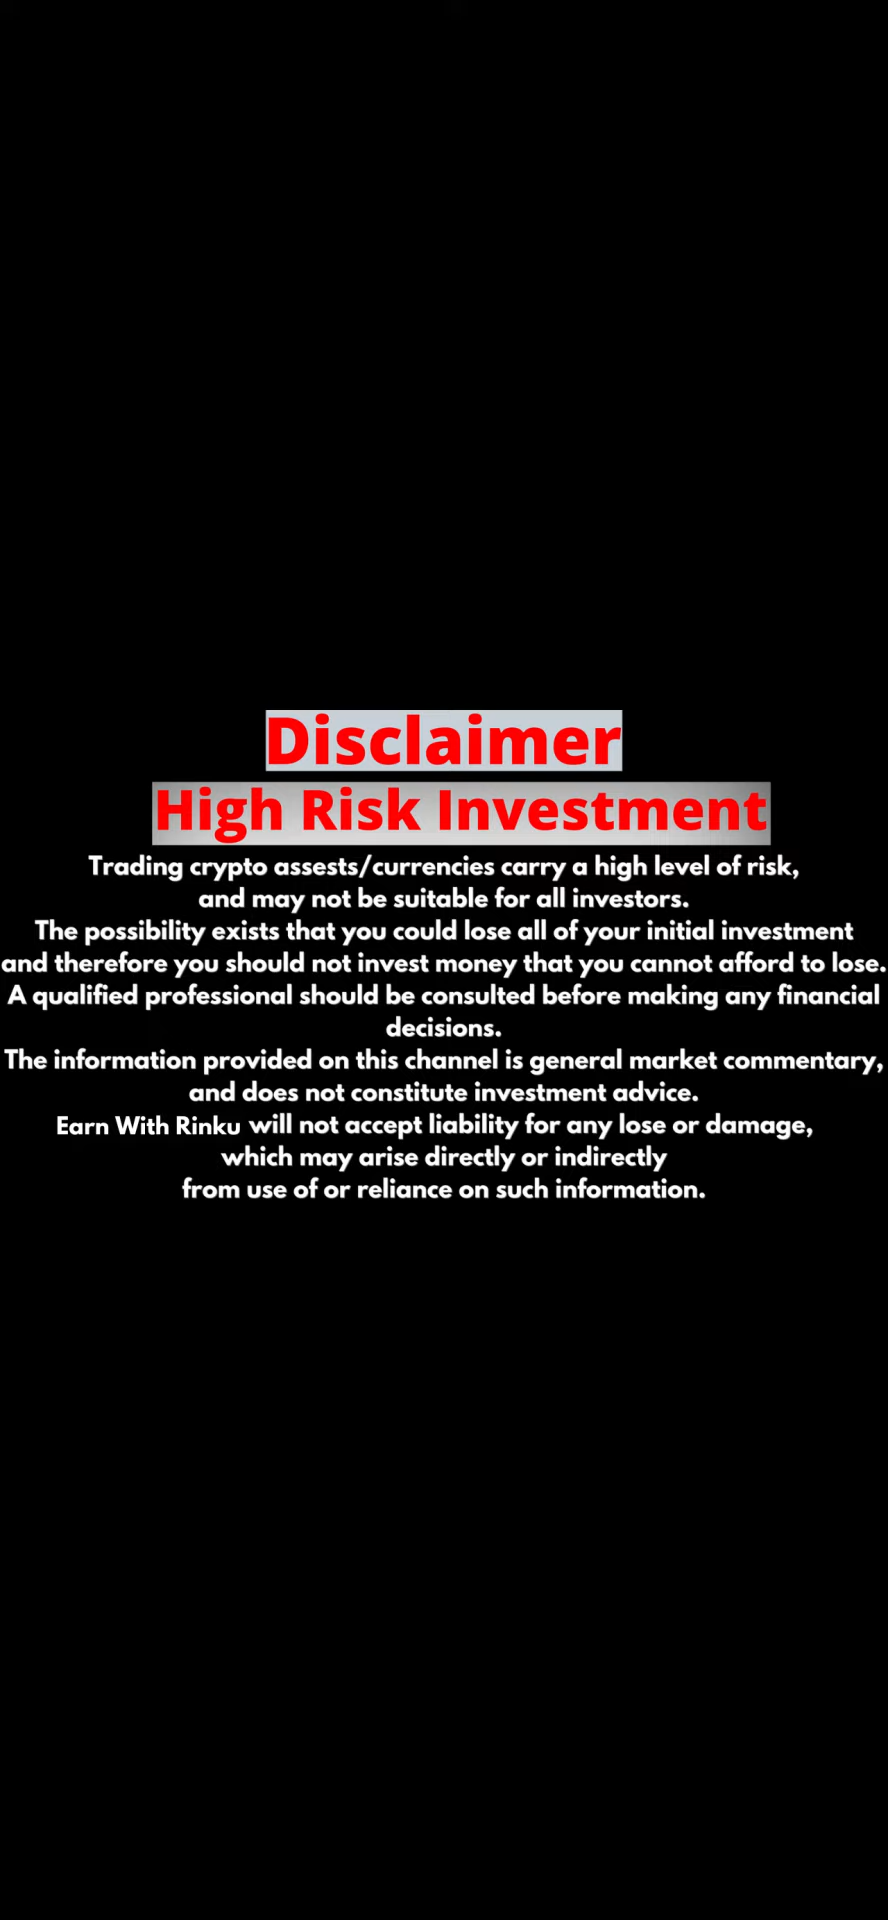 Disclaimer
High Risk Investment
Trading crypto assests/currencies carry a high level of risk,
and may not be suitable for all investors.
The possibility exists that you could lose all of your initial investment
and therefore you should not invest money that you cannot afford to lose.
A qualified professional should be consulted before making any financial
decisions.
The information provided on this channel is general market commentary,
and does not constitute investment advice.
Earn With Rinku will not accept liability for any lose or damage,
which may arise directly or indirectly
from use of or reliance on such information.